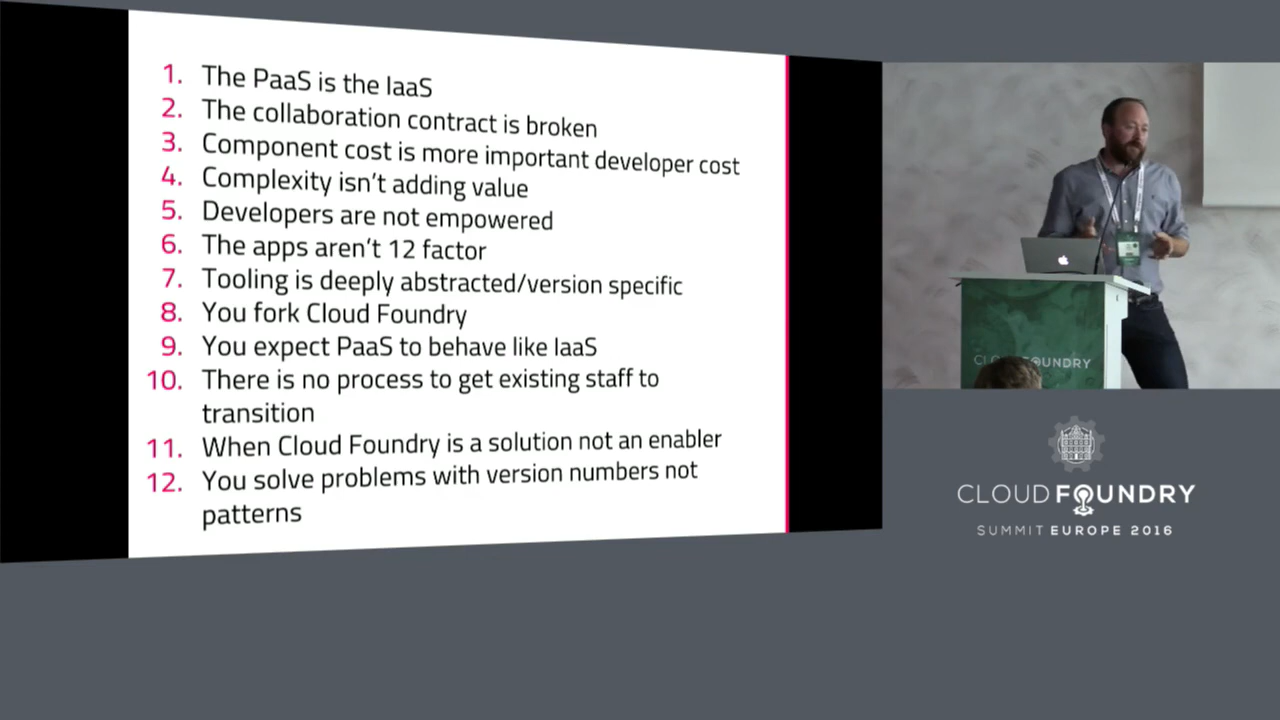 1. The PaaS is the IaaS
2. The collaboration contract is broken
3. Component cost is more important developer cost
4. Complexity isn't adding value
5. Developers are not empowered
6. The apps aren't 12 factor
7. Tooling is deeply abstracted/version specific
8. You fork Cloud Foundry
9. You expect PaaS to behave like IaaS
10. There is no process to get existing staff to
transition
11. When Cloud Foundry is a solution not an enabler
12. You solve problems with version numbers not
patterns
CLOUD FOUNDRY
CLOUD FOUNDRY
SUMMIT EUROPE 2016